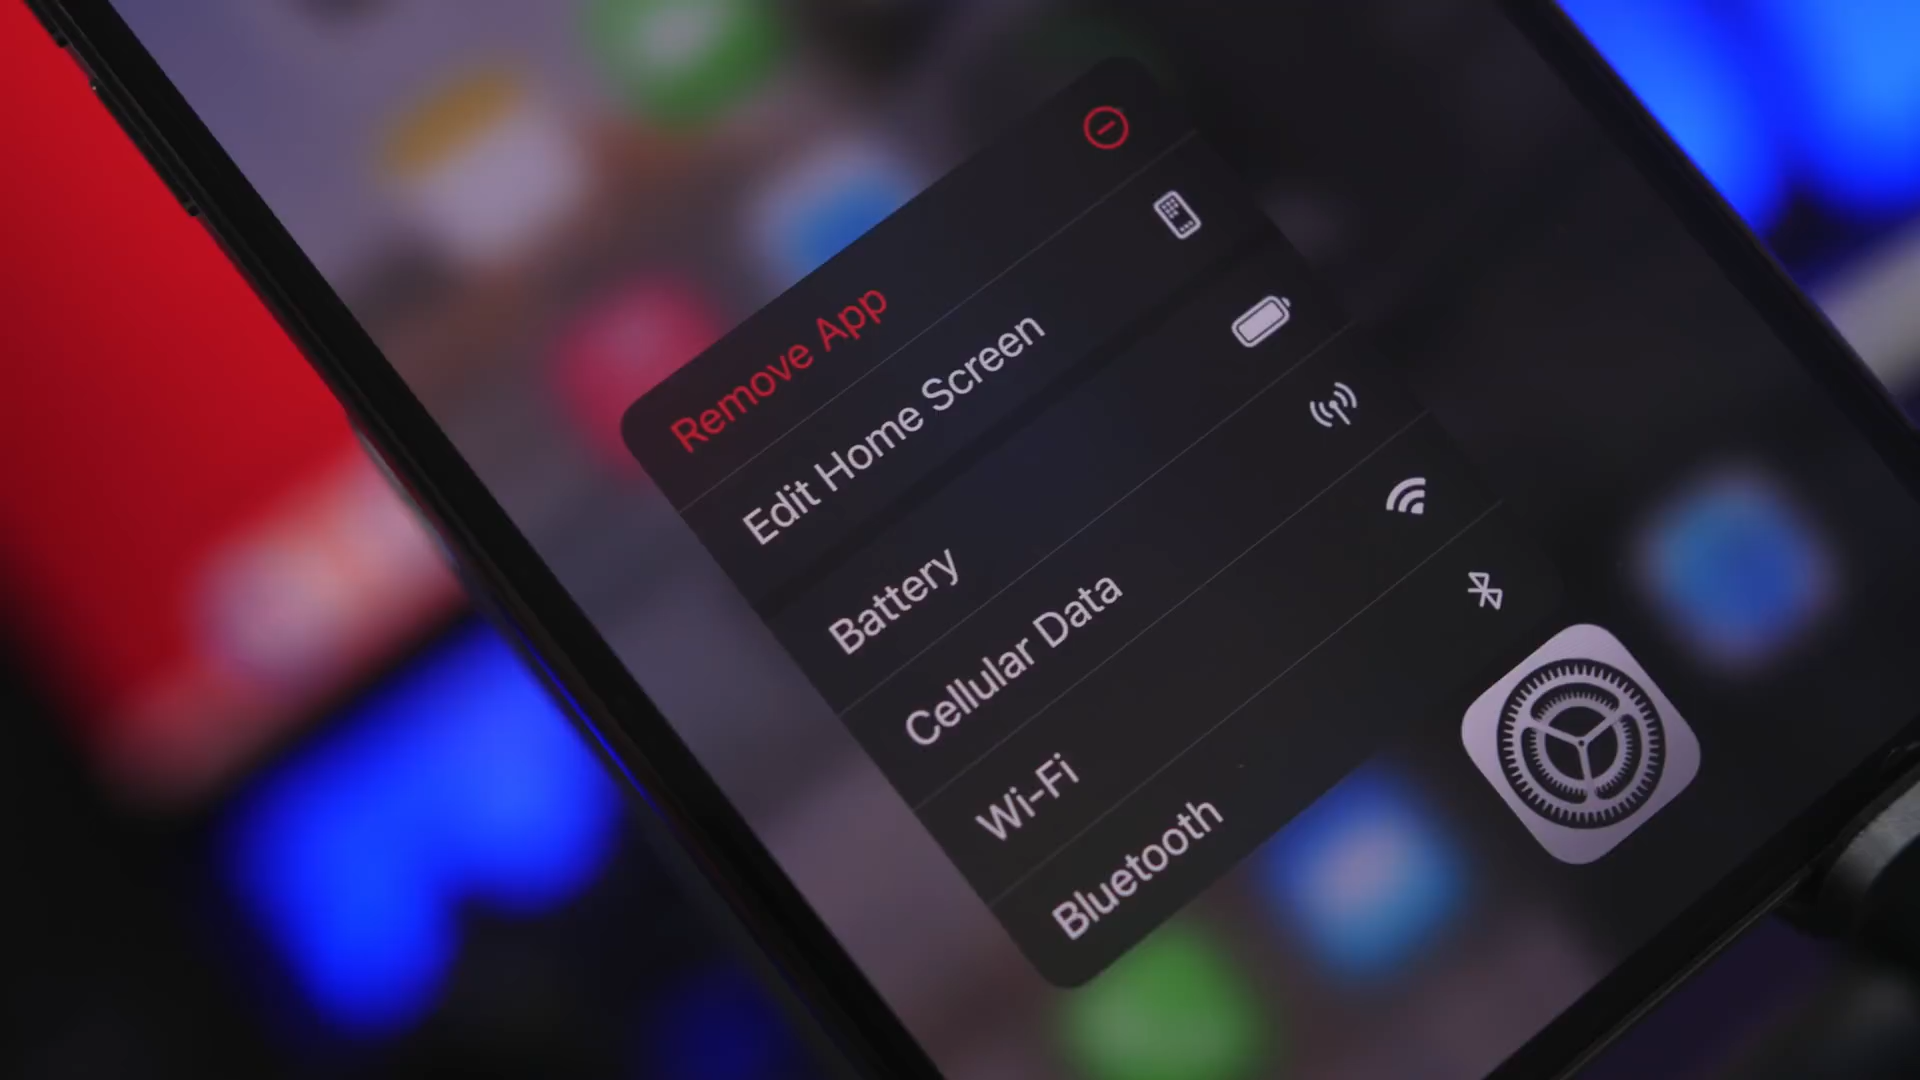 Remove App
Edit Home Screen
Battery
Cellular Data
Wi-Fi
Bluetooth